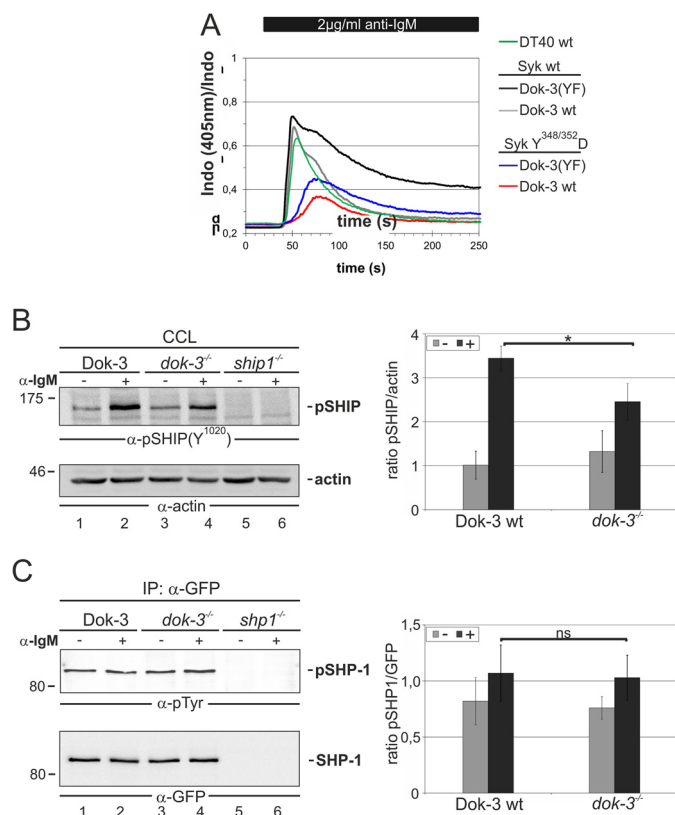 A
2µg/ml anti-IgM
Indo (405nm)/Indo
1
0,8
0,6
0,4
0,2
0
50
100
150
200
250
time (s)
time (s)
DT40 wt
Syk wt
Dok-3(YF)
Dok-3 wt
Syk Y348/352D
Dok-3(YF)
Dok-3 wt
B
CCL
Dok-3 dok-3-/- ship1-/-
α-IgM - + - + - +
175
-pSHIP
α-pSHIP(Y1020)
46
-actin
α-actin
1 2 3 4 5 6
ratio pSHIP/actin
4
3
2
1
0
- +
*
Dok-3 wt dok-3-/-
C
IP: α-GFP
Dok-3 dok-3-/- shp1-/-
α-IgM - + - + - +
80
-pSHP-1
α-pTyr
80
-SHP-1
α-GFP
1 2 3 4 5 6
ratio pSHP1/GFP
1,5
1,0
0,5
0
- +
ns
Dok-3 wt dok-3-/-